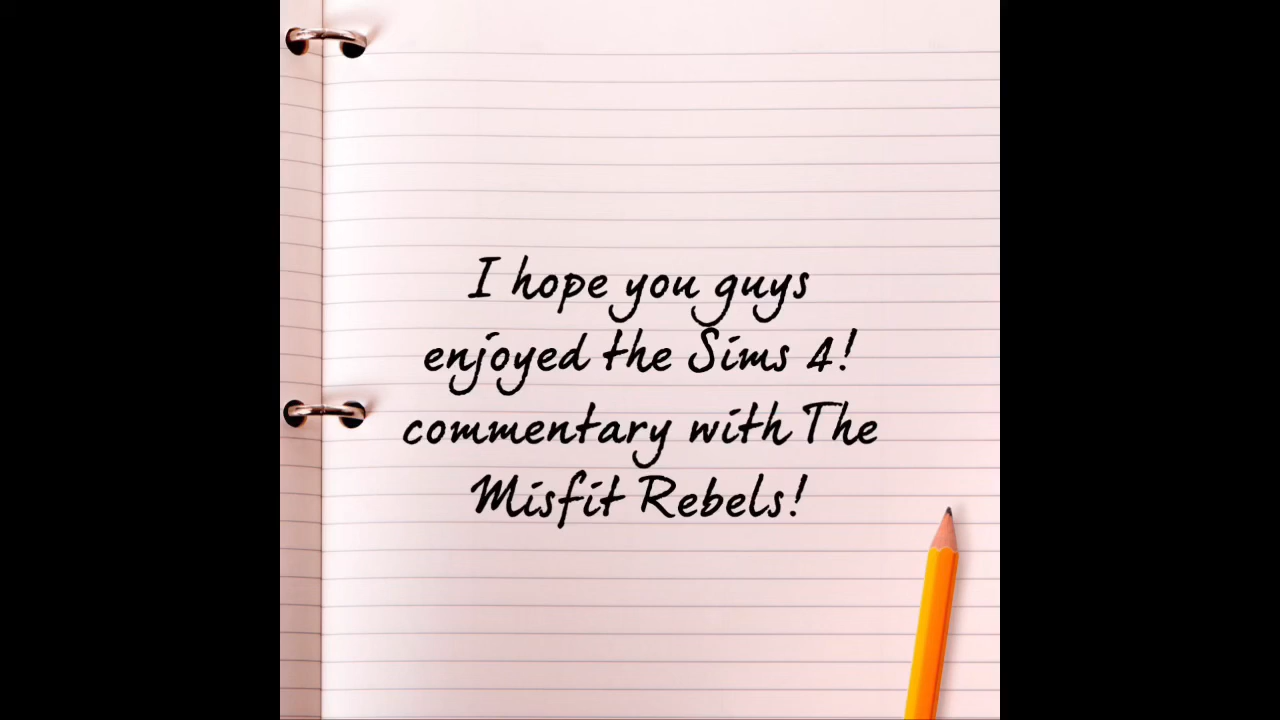 I hope you guys
enjoyed the Sims 4!
commentary with The
Misfit Rebels!